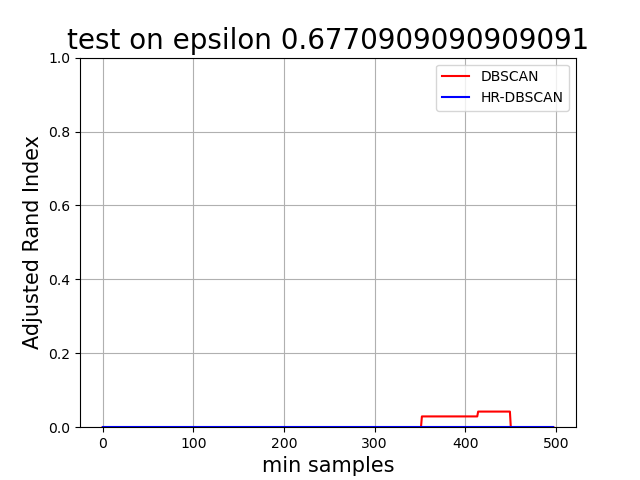 test on epsilon 0.6770909090909091
DBSCAN
HR-DBSCAN
Adjusted Rand Index
1.0
0.8
0.6
0.4
0.2
0.0
0 100 200 300 400 500
min samples